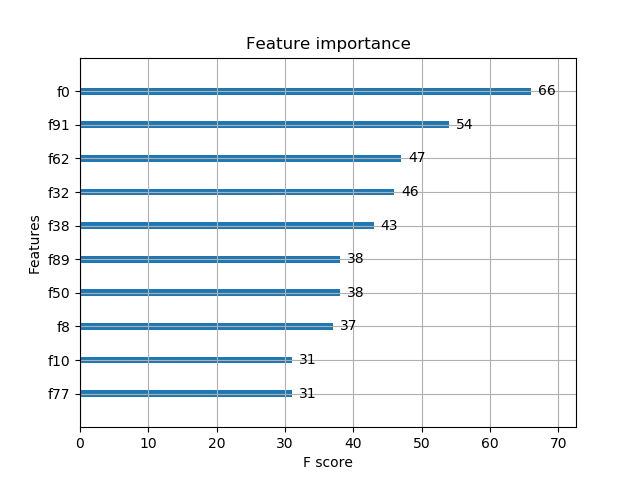 Feature importance
Features
f0 66
f91 54
f62 47
f32 46
f38 43
f89 38
f50 38
f8 37
f10 31
f77 31
0 10 20 30 40 50 60 70
F score